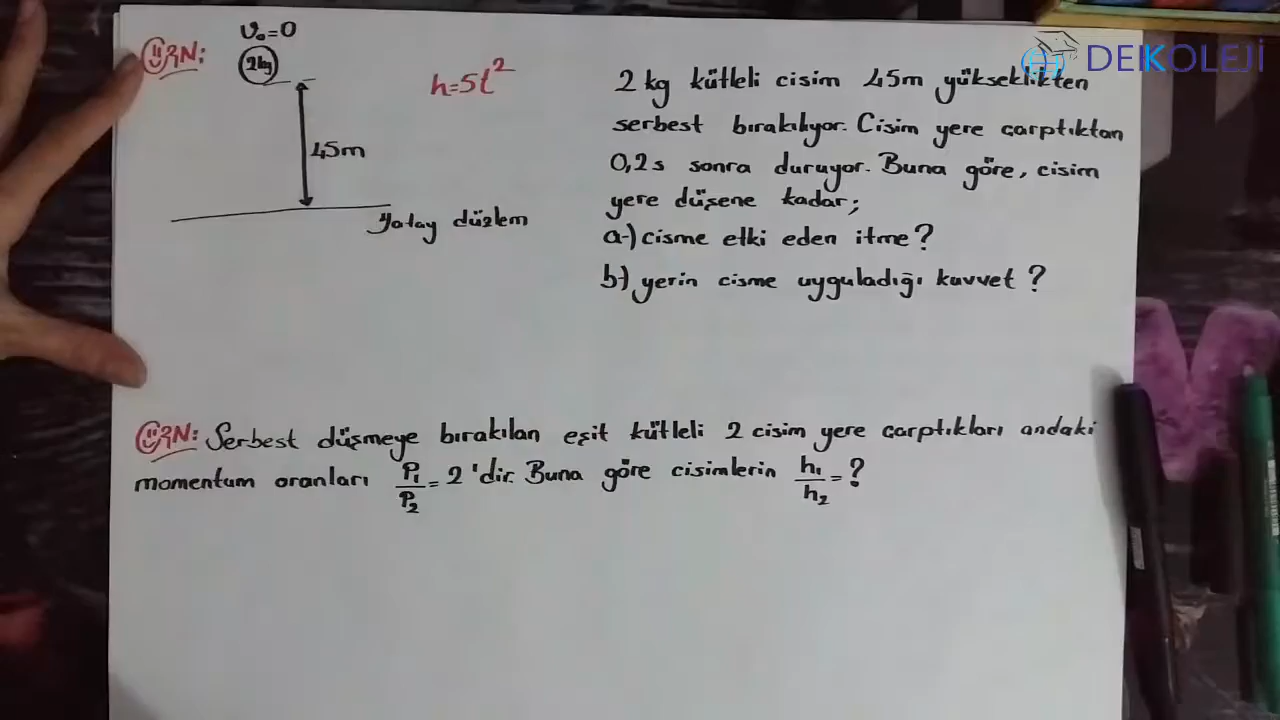 DEKOLEJİ
ÖRN:
V₀=0
2kg
45m
Yatay düzlem
h=5t²
2 kg kütleli cisim 45m yükseklikten
serbest bırakılıyor. Cisim yere çarptıktan
0,2s sonra duruyor. Buna göre, cisim
yere düşene kadar;
a-) cisme etki eden itme?
b-) yerin cisme uyguladığı kuvvet?
ÖRN: Serbest düşmeye bırakılan eşit kütleli 2 cisim yere çarptıkları andaki
momentum oranları P₁/P₂ = 2'dir. Buna göre cisimlerin h₁/h₂ = ?